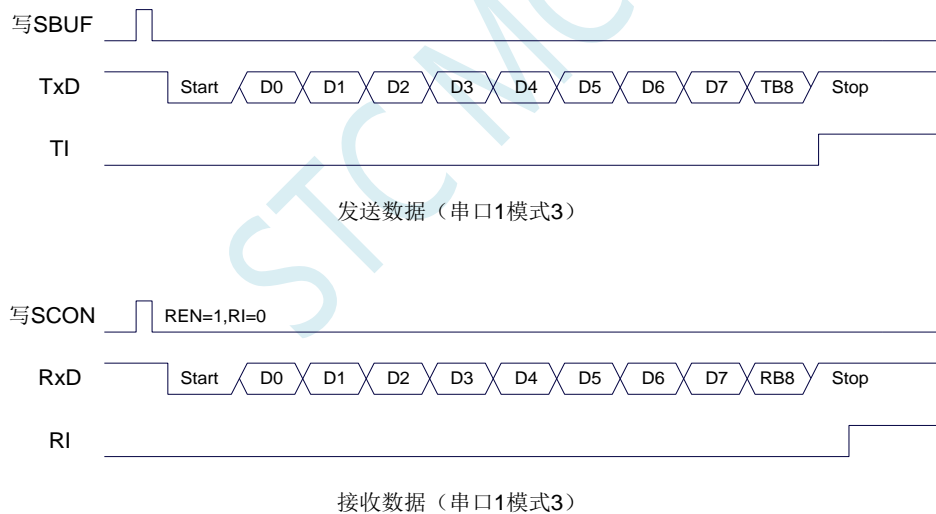 写SBUF
TxD Start D0 D1 D2 D3 D4 D5 D6 D7 TB8 Stop
TI
发送数据（串口1模式3）
写SCON REN=1,RI=0
RxD Start D0 D1 D2 D3 D4 D5 D6 D7 RB8 Stop
RI
接收数据（串口1模式3）
STC MC